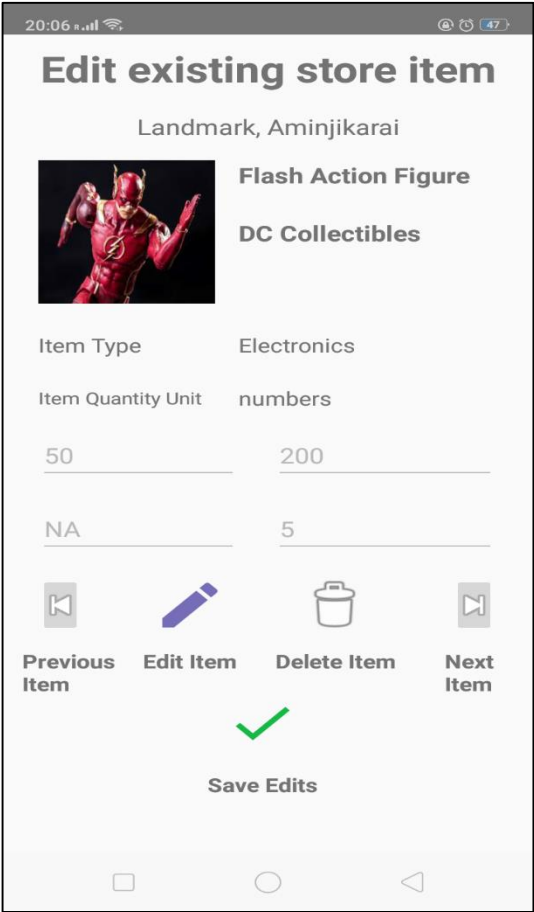 20:06
47
Edit existing store item
Landmark, Aminjikarai
Flash Action Figure
DC Collectibles
Item Type Electronics
Item Quantity Unit numbers
50 200
NA 5
Previous Item Edit Item Delete Item Next Item
Save Edits